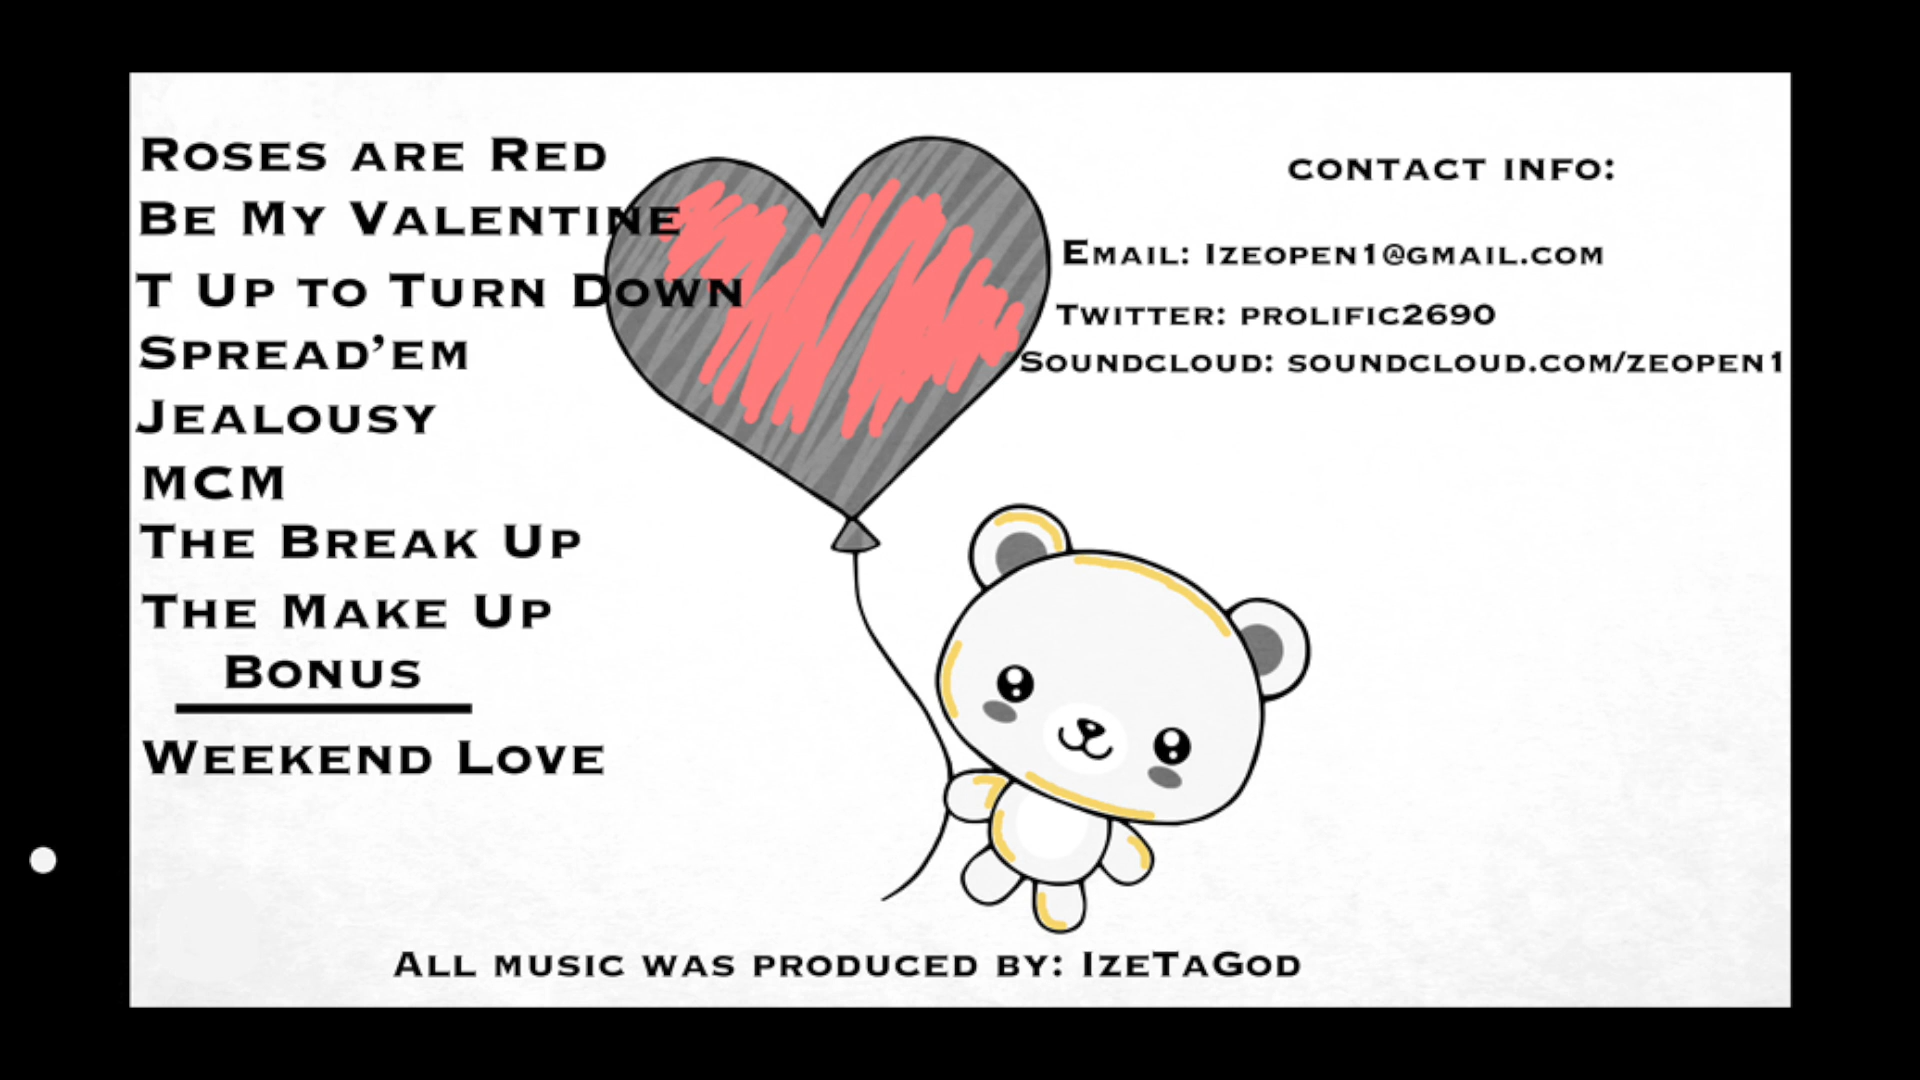 Roses are Red
Be My Valentine
T Up to Turn Down
Spread’em
Jealousy
MCM
The Break Up
The Make Up
Bonus
Weekend Love
contact info:
Email: Izeopen1@gmail.com
Twitter: prolific2690
Soundcloud: soundcloud.com/zeopen1
All music was produced by: IzeTaGod